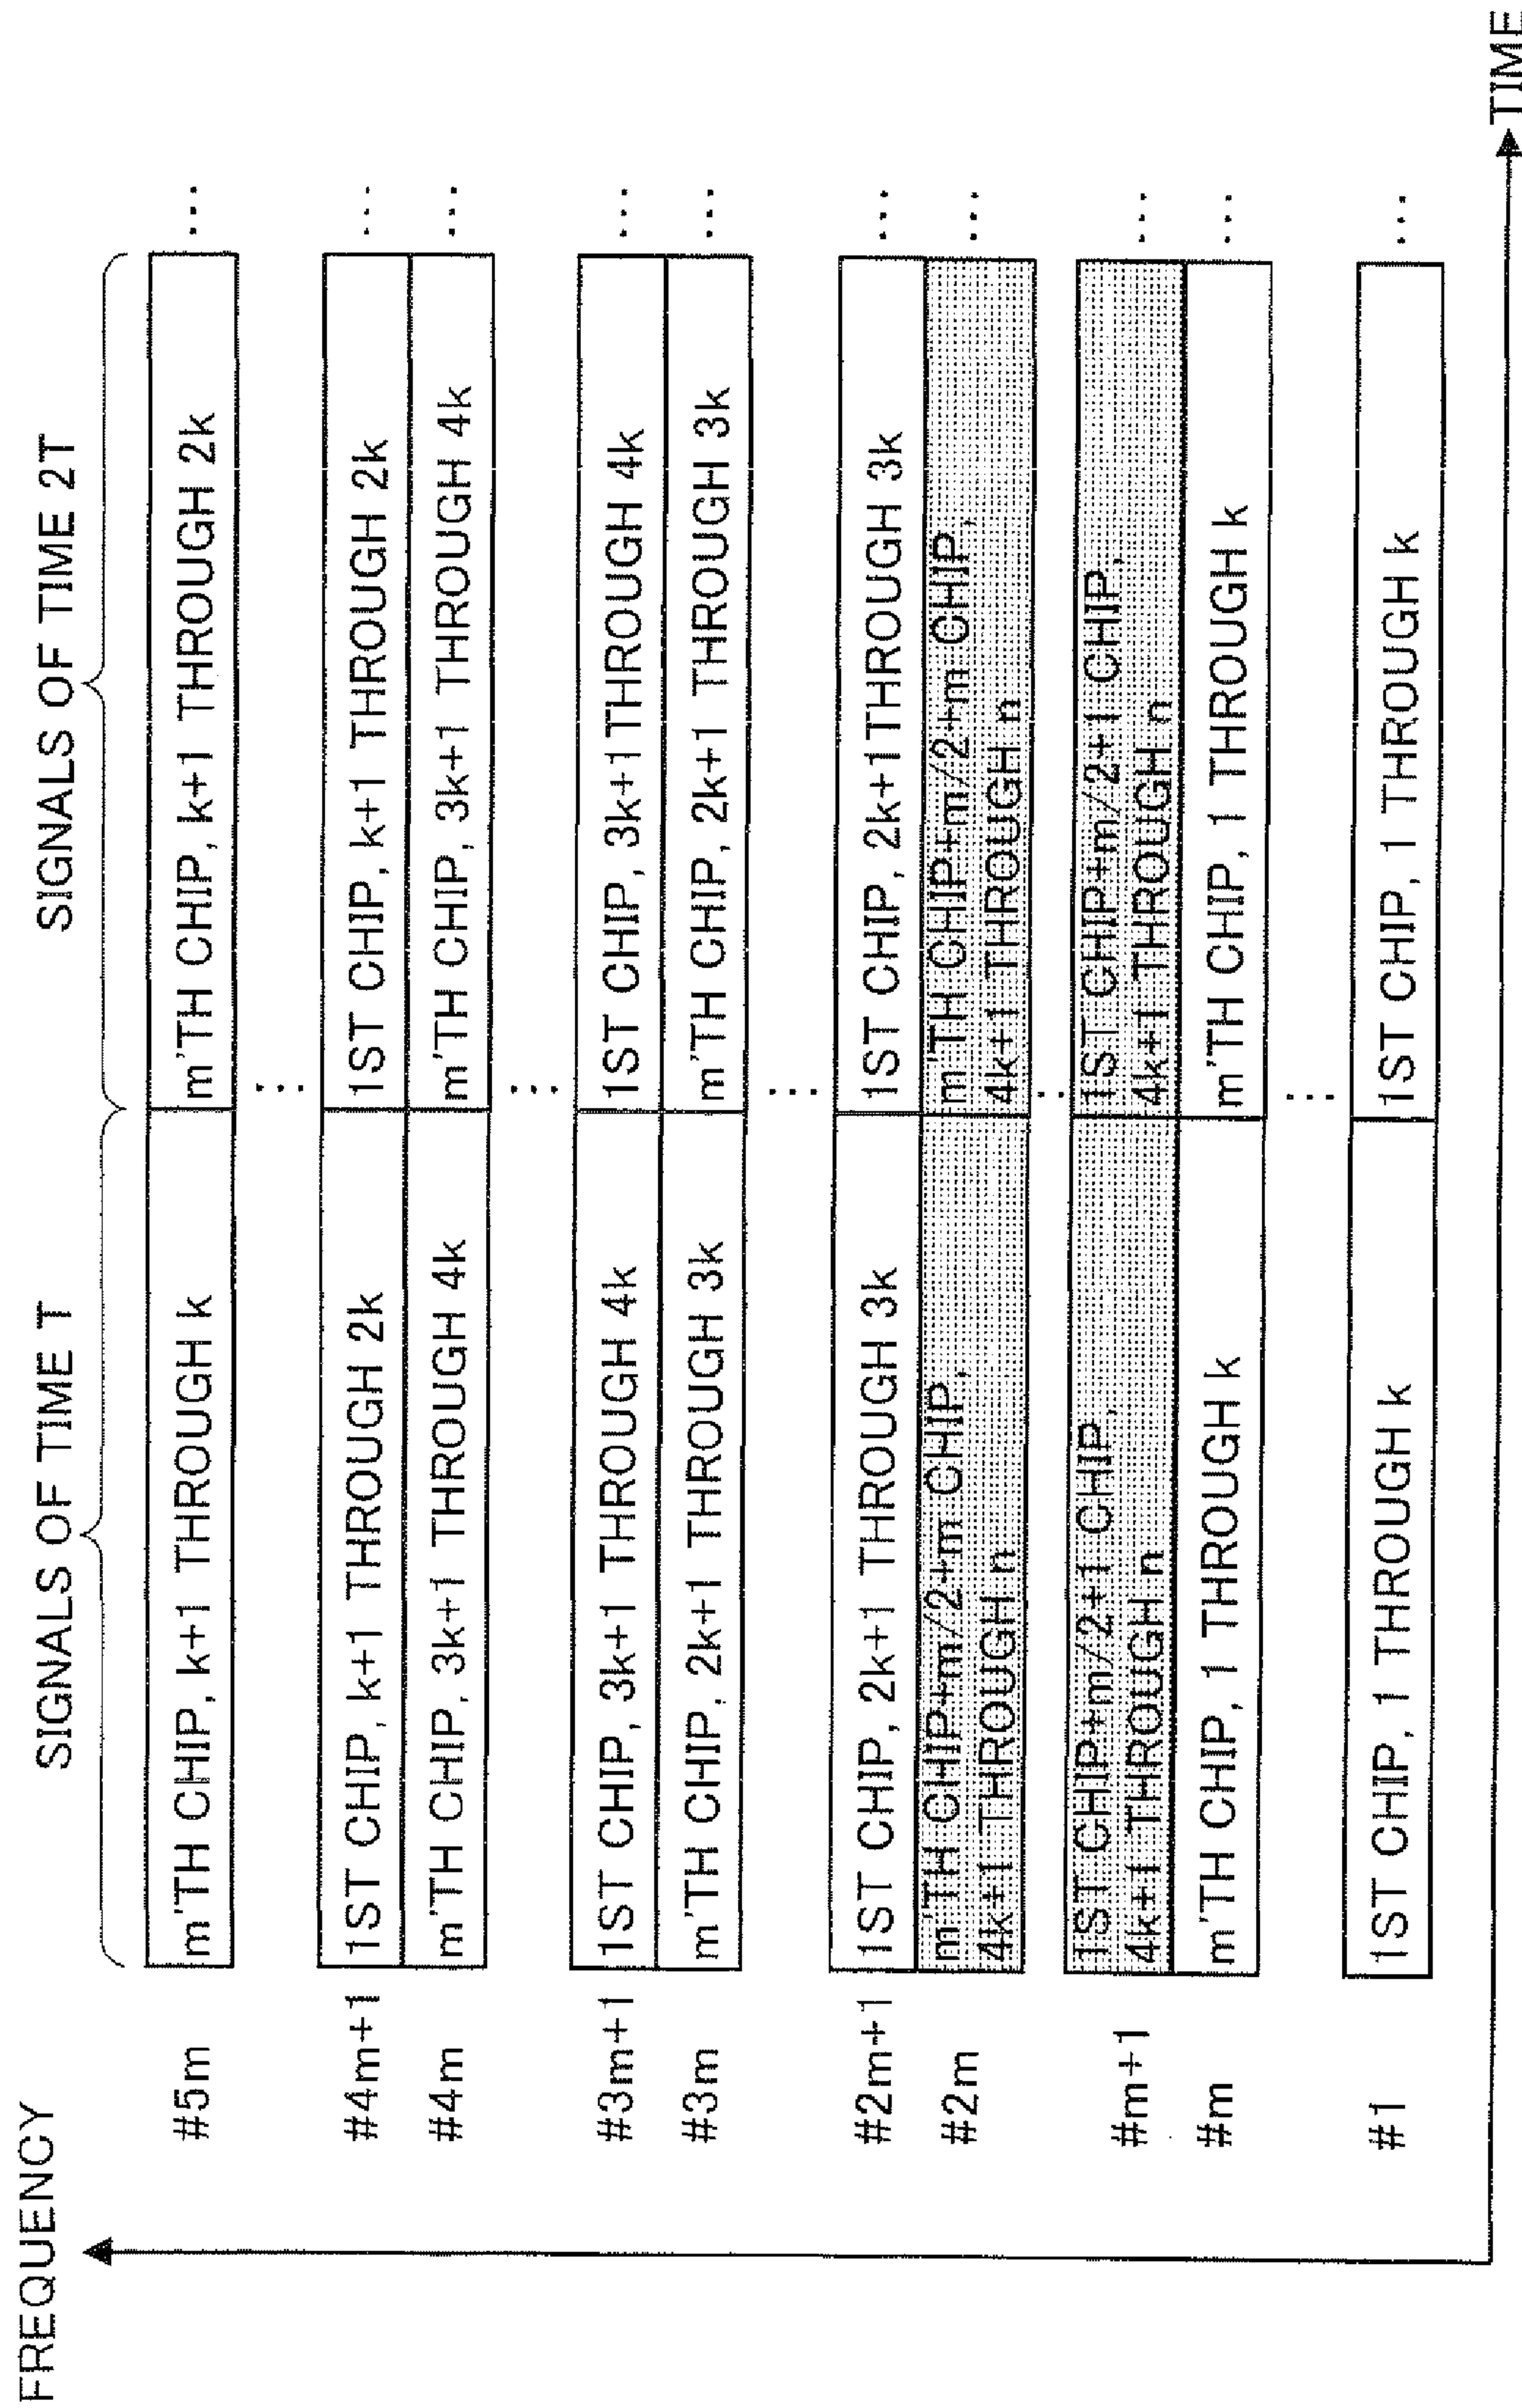 FREQUENCY
SIGNALS OF TIME T
SIGNALS OF TIME 2T
#5m
m'TH CHIP, k+1 THROUGH k
m'TH CHIP, k+1 THROUGH 2k
...
...
#4m+1
1ST CHIP, k+1 THROUGH 2k
1ST CHIP, k+1 THROUGH 2k
...
#4m
m'TH CHIP, 3k+1 THROUGH 4k
m'TH CHIP, 3k+1 THROUGH 4k
...
...
#3m+1
1ST CHIP, 3k+1 THROUGH 4k
1ST CHIP, 3k+1THROUGH 4k
...
#3m
m'TH CHIP, 2k+1 THROUGH 3k
m'TH CHIP, 2k+1 THROUGH 3k
...
...
#2m+1
1ST CHIP, 2k+1 THROUGH 3k
1ST CHIP, 2k+1THROUGH 3k
...
#2m
m'TH CHIP+m/2+m CHIP,
4k+1 THROUGH n
m'TH CHIP+m/2+m CHIP,
4k+1 THROUGH n
...
...
#m+1
1ST CHIP+m/2+1 CHIP,
4k+1 THROUGH n
1ST CHIP+m/2+1 CHIP,
4k+1 THROUGH n
...
#m
m'TH CHIP, 1 THROUGH k
m'TH CHIP, 1 THROUGH k
...
...
#1
1ST CHIP, 1 THROUGH k
1ST CHIP, 1 THROUGH k
...
TIME